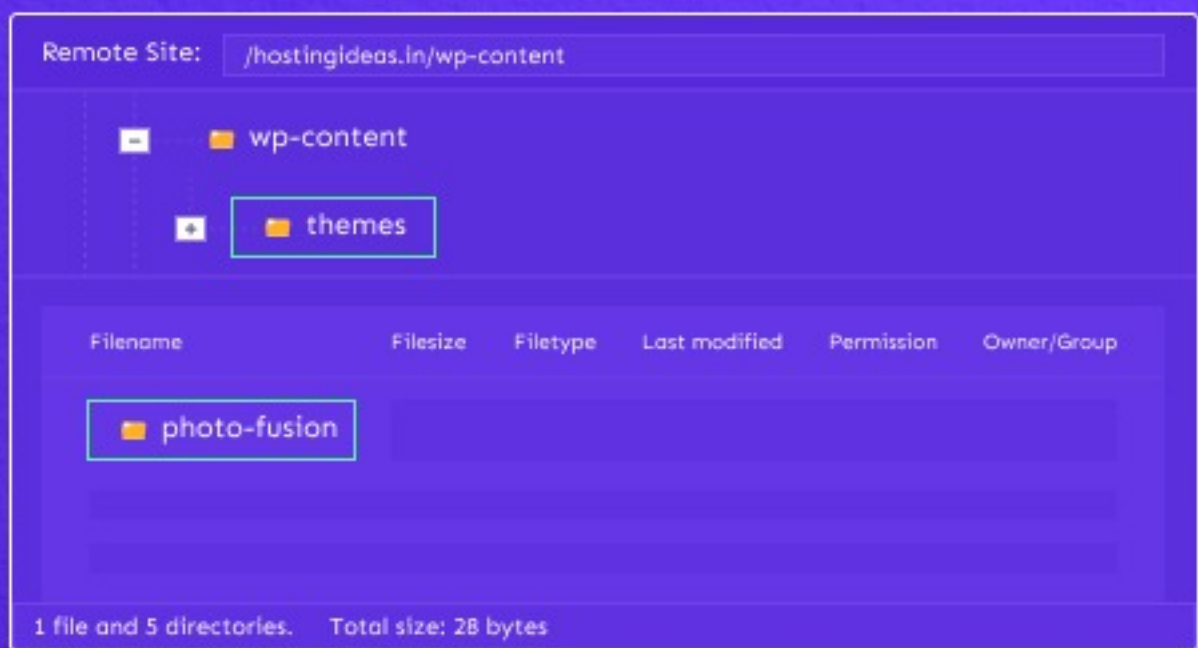 Remote Site: /hostingideas.in/wp-content
wp-content
themes
Filename Filesize Filetype Last modified Permission Owner/Group
photo-fusion
1 file and 5 directories. Total size: 28 bytes